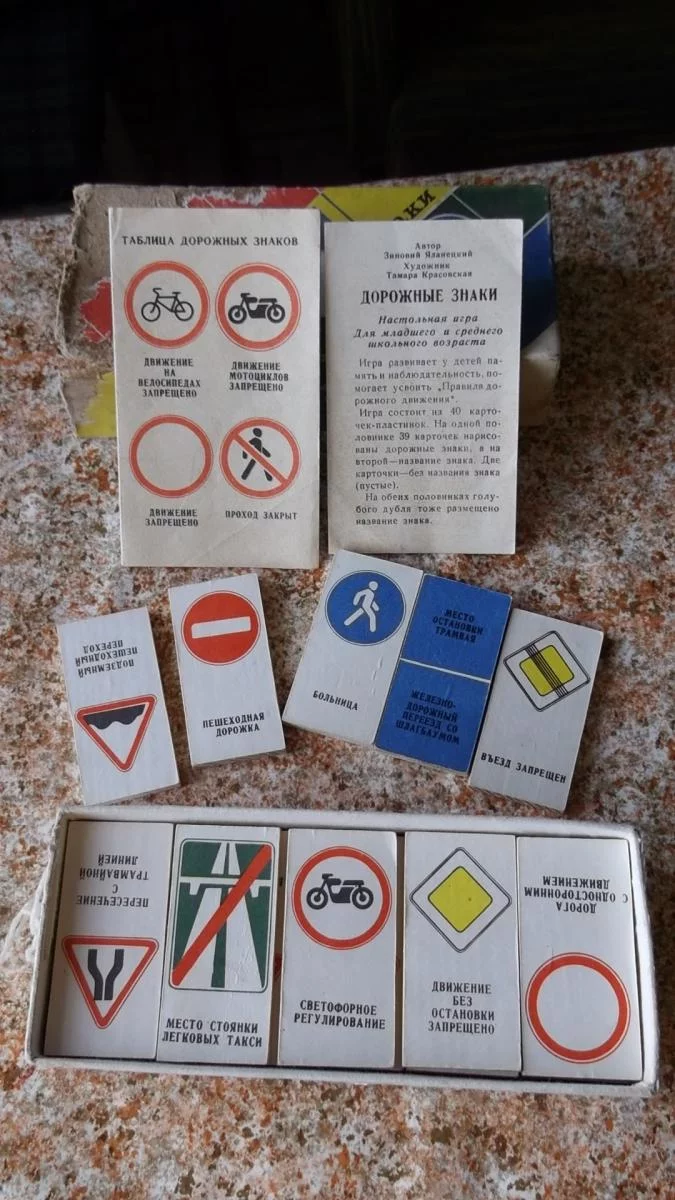 КИ
ТАБЛИЦА ДОРОЖНЫХ ЗНАКОВ
ДВИЖЕНИЕ
НА
ВЕЛОСИПЕДАХ
ЗАПРЕЩЕНО
ДВИЖЕНИЕ
МОТОЦИКЛОВ
ЗАПРЕЩЕНО
ДВИЖЕНИЕ
ЗАПРЕЩЕНО
ПРОХОД ЗАКРЫТ
Автор
Зиновий Яланецкий
Художник
Тамара Красовская
ДОРОЖНЫЕ ЗНАКИ
Настольная игра
Для младшего и среднего
школьного возраста
Игра развивает у детей па-
мять и наблюдательность, по-
могает усвоить „Правила до-
рожного движения“.
Игра состоит из 40 карто-
чек-пластинок. На одной по-
ловинке 39 карточек нарисо-
ваны дорожные знаки, а на
второй—название знака. Две
карточки—без названия знака
(пустые).
На обеих половинках голу-
бого дубля тоже размещено
название знака.
ПОДЗЕМНЫЙ
ПЕШЕХОДНЫЙ
ПЕРЕХОД
ПЕШЕХОДНАЯ
ДОРОЖКА
БОЛЬНИЦА
МЕСТО
ОСТАНОВКИ
ТРАМВАЯ
ЖЕЛЕЗНО-
ДОРОЖНЫЙ
ПЕРЕЕЗД СО
ШЛАГБАУМОМ
ВЪЕЗД ЗАПРЕЩЕН
ПЕРЕСЕЧЕНИЕ
С
ТРАМВАЙНОЙ
ЛИНИЕЙ
МЕСТО СТОЯНКИ
ЛЕГКОВЫХ ТАКСИ
СВЕТОФОРНОЕ
РЕГУЛИРОВАНИЕ
ДВИЖЕНИЕ
БЕЗ
ОСТАНОВКИ
ЗАПРЕЩЕНО
ДОРОГА
С ОДНОСТОРОННИМ
ДВИЖЕНИЕМ